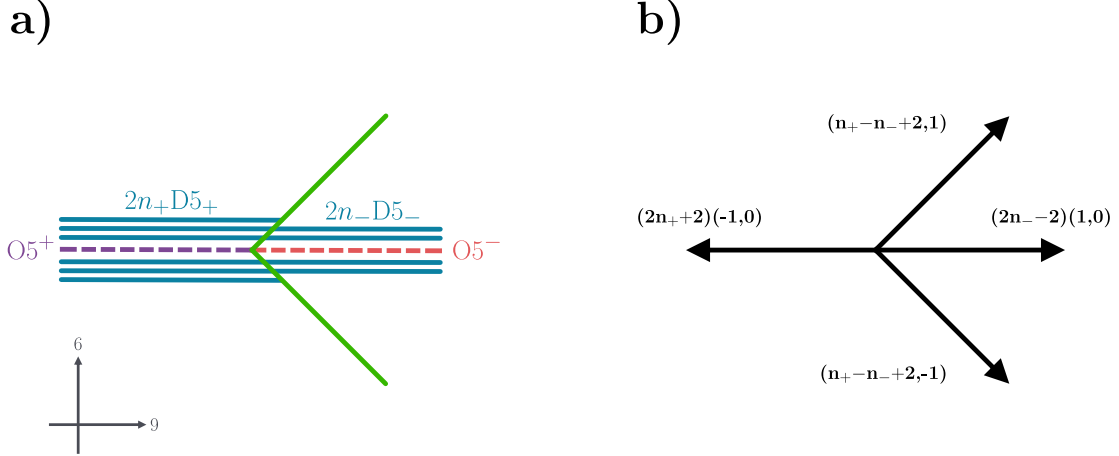 a)
b)
(n₊−n₋+2,1)
2n₊D5₊
2n₋D5₋
(2n₊+2)(-1,0)
(2n₋−2)(1,0)
O5⁺
O5⁻
6
(n₊−n₋+2,-1)
9